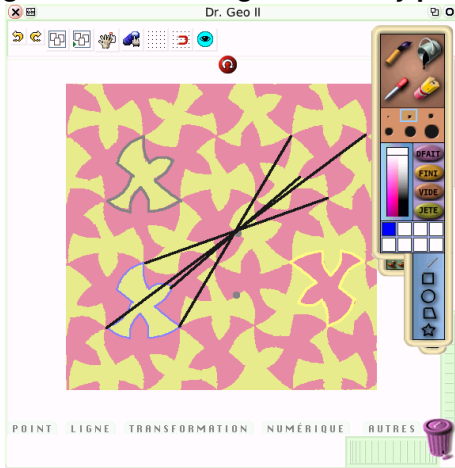 Dr. Geo II
DFAIT
FINI
VIDE
JETE
POINT LIGNE TRANSFORMATION NUMÉRIQUE AUTRES